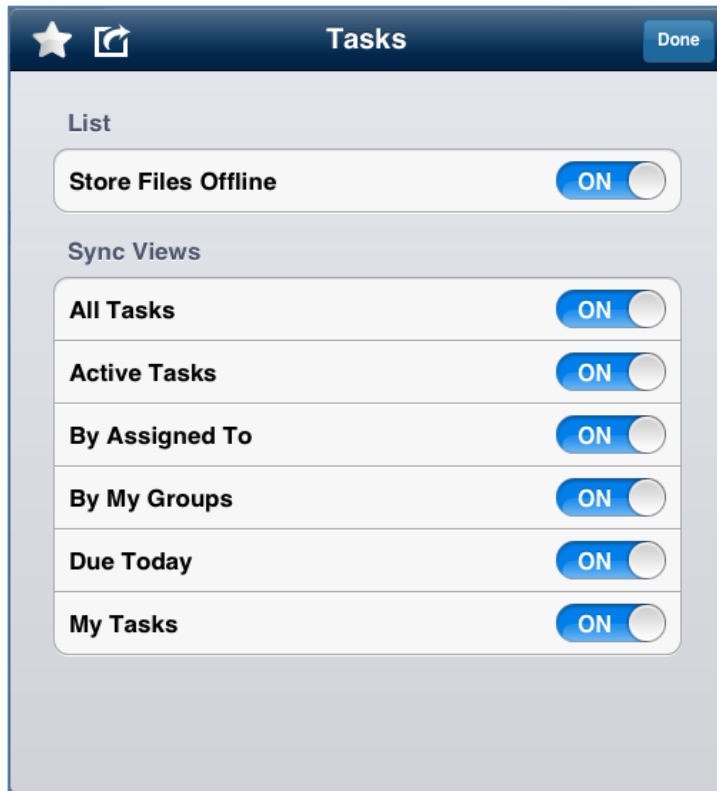 Tasks
Done
List
Store Files Offline ON
Sync Views
All Tasks ON
Active Tasks ON
By Assigned To ON
By My Groups ON
Due Today ON
My Tasks ON